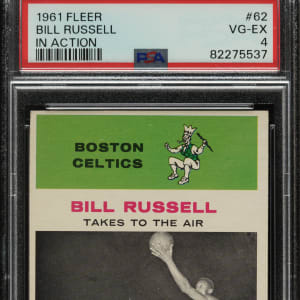 1961 FLEER #62
BILL RUSSELL VG-EX
IN ACTION 4
PSA 82275537
BOSTON
CELTICS
BILL RUSSELL
TAKES TO THE AIR